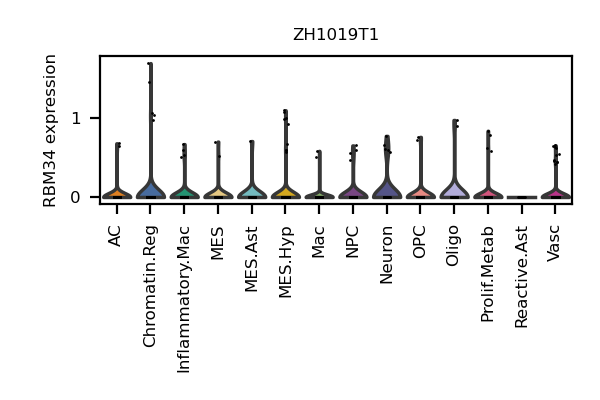 ZH1019T1
RBM34 expression
1
0
AC
Chromatin.Reg
Inflammatory.Mac
MES
MES.Ast
MES.Hyp
Mac
NPC
Neuron
OPC
Oligo
Prolif.Metab
Reactive.Ast
Vasc